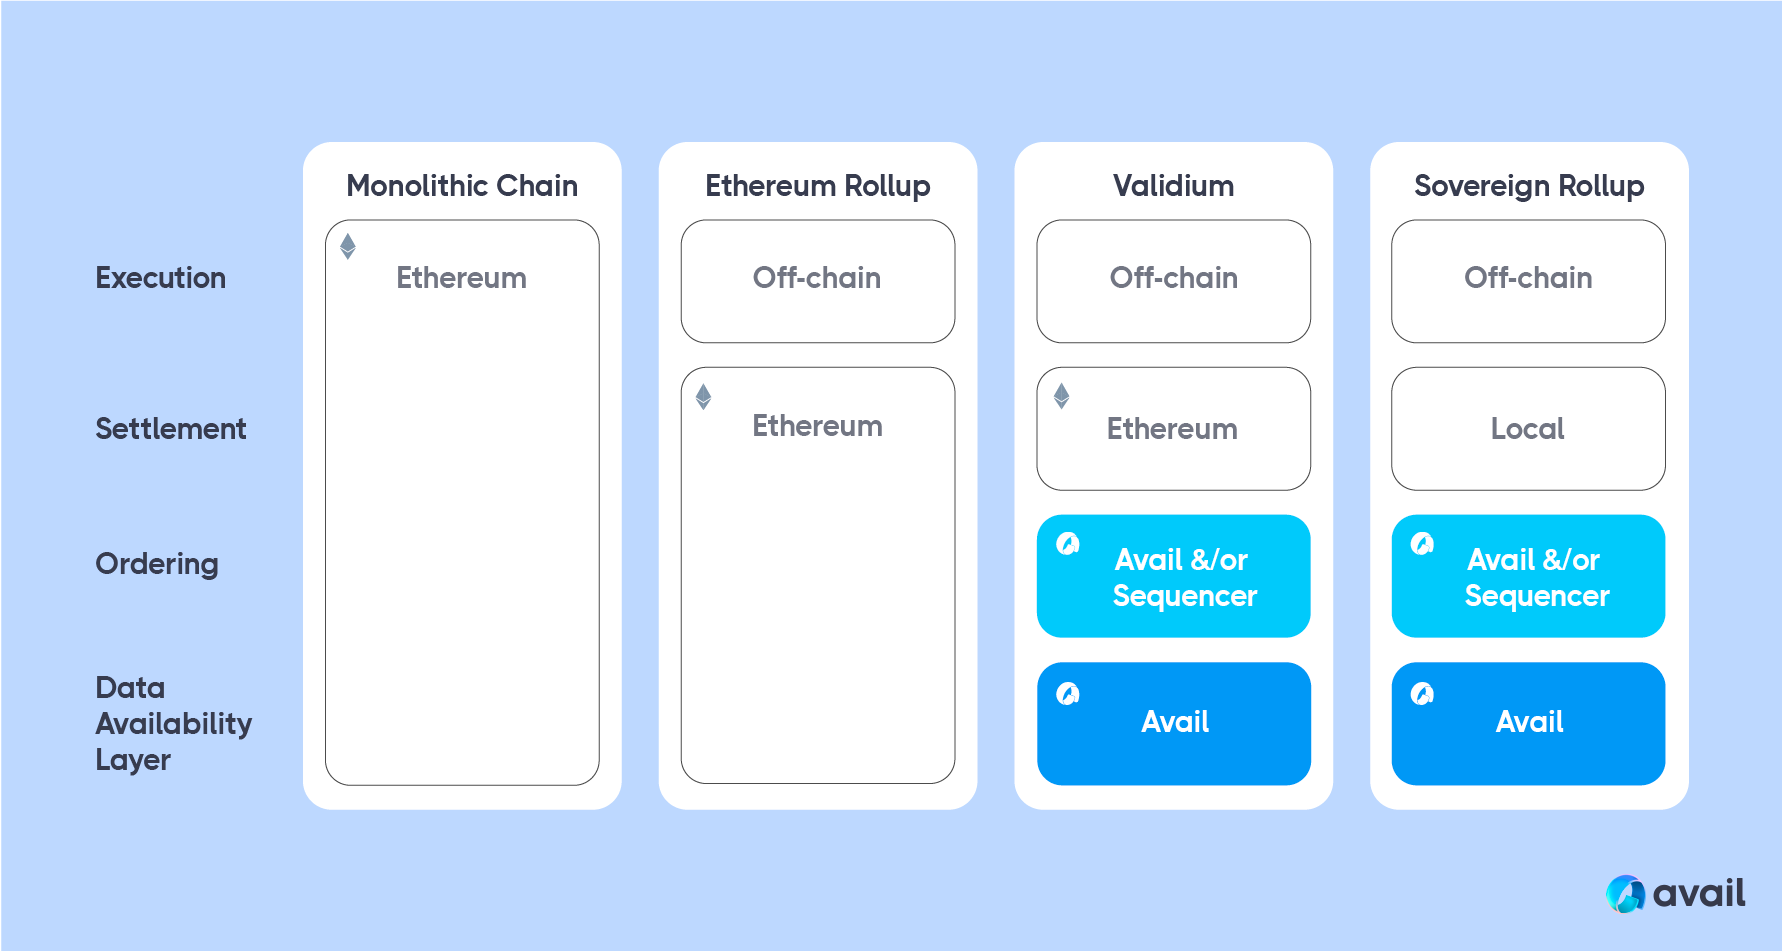 Monolithic Chain
Ethereum Rollup
Validium
Sovereign Rollup
Execution
Ethereum
Off-chain
Off-chain
Off-chain
Settlement
Ethereum
Ethereum
Local
Ordering
Avail &/or
Sequencer
Avail &/or
Sequencer
Data
Availability
Layer
Avail
Avail
avail